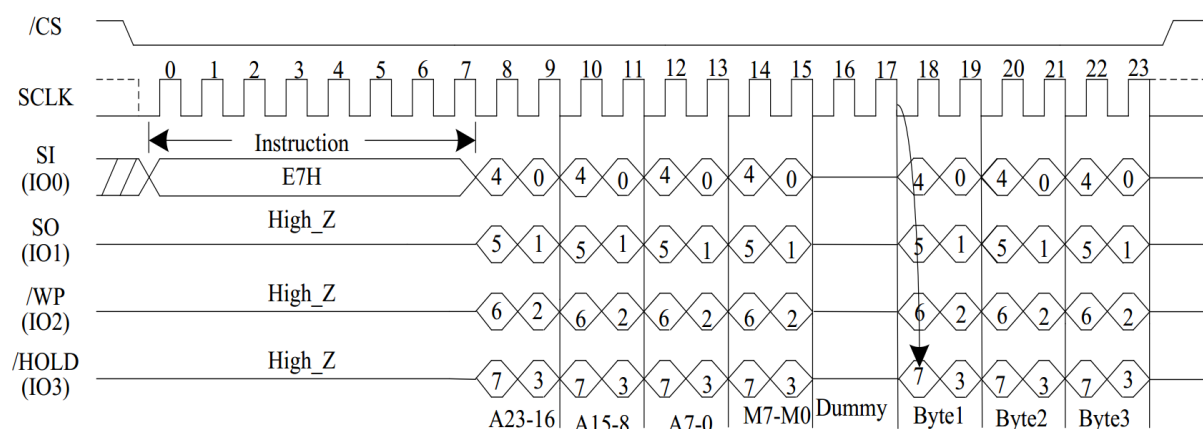 /CS
0 1 2 3 4 5 6 7 8 9 10 11 12 13 14 15 16 17 18 19 20 21 22 23
SCLK
Instruction
SI
(IO0)
E7H
4 0 4 0 4 0 4 0 4 0 4 0 4 0
High_Z
SO
(IO1)
5 1 5 1 5 1 5 1 5 1 5 1 5 1
High_Z
/WP
(IO2)
6 2 6 2 6 2 6 2 6 2 6 2 6 2
High_Z
/HOLD
(IO3)
7 3 7 3 7 3 7 3 7 3 7 3 7 3
A23-16 A15-8 A7-0 M7-M0 Dummy Byte1 Byte2 Byte3